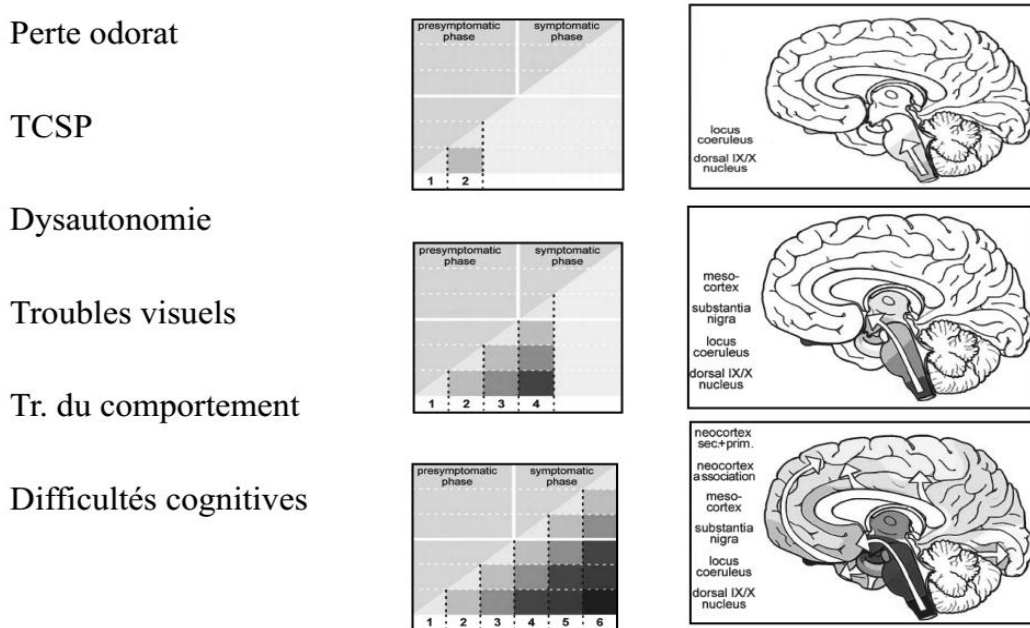 Perte odorat
TCSP
Dysautonomie
Troubles visuels
Tr. du comportement
Difficultés cognitives
presymptomatic symptomatic
phase phase
1 2
locus
coeruleus
dorsal IX/X
nucleus
presymptomatic symptomatic
phase phase
1 2 3 4
meso-
cortex
substantia
nigra
locus
coeruleus
dorsal IX/X
nucleus
presymptomatic symptomatic
phase phase
1 2 3 4 5 6
neocortex
sec.+prim.
neocortex
association
meso-
cortex
substantia
nigra
locus
coeruleus
dorsal IX/X
nucleus